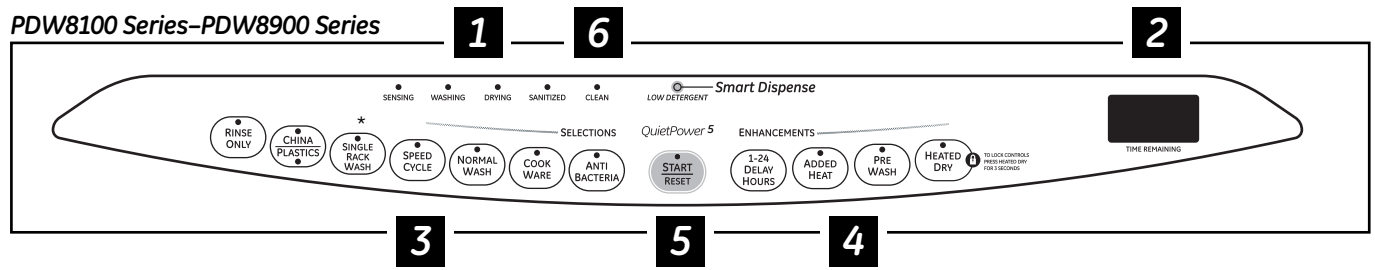 PDW8100 Series–PDW8900 Series
1
6
2
SENSING
WASHING
DRYING
SANITIZED
CLEAN
LOW DETERGENT
Smart Dispense
TIME REMAINING
*
SELECTIONS
QuietPower 5
ENHANCEMENTS
RINSE
ONLY
CHINA
PLASTICS
SINGLE
RACK
WASH
SPEED
CYCLE
NORMAL
WASH
COOK
WARE
ANTI
BACTERIA
START
RESET
1-24
DELAY
HOURS
ADDED
HEAT
PRE
WASH
HEATED
DRY
TO LOCK CONTROLS
PRESS HEATED DRY
FOR 3 SECONDS
3
5
4